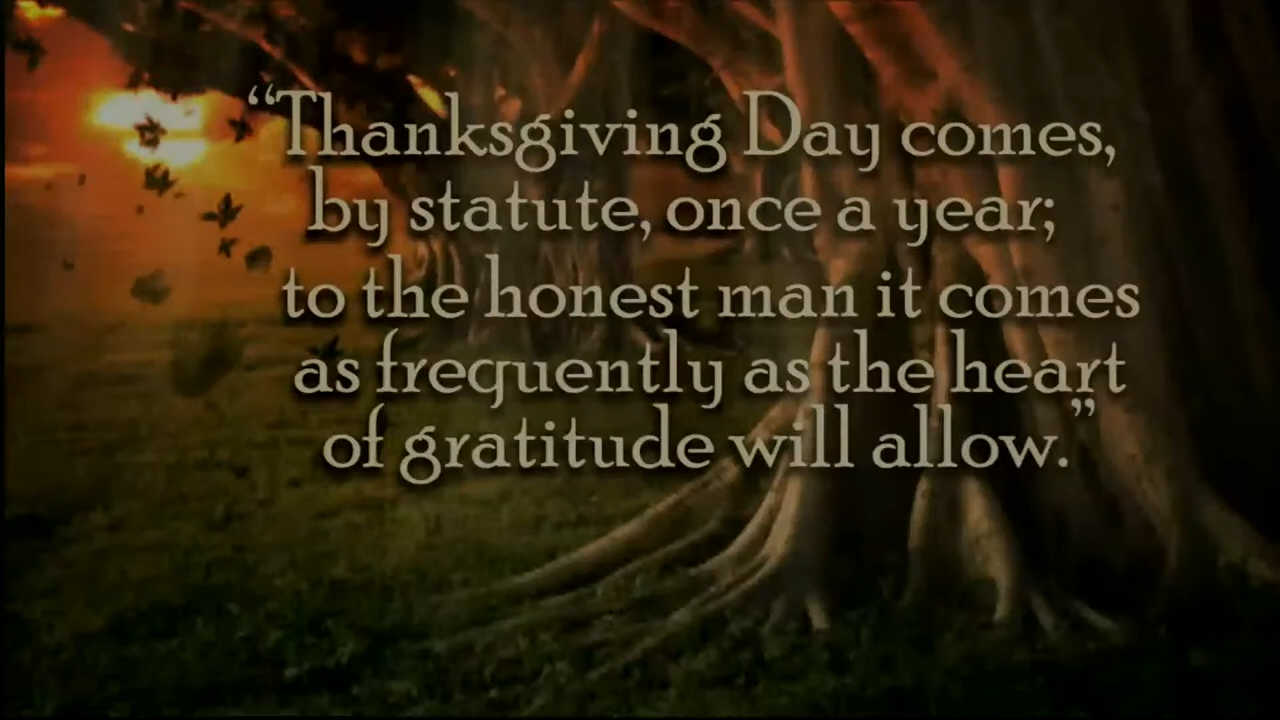 “Thanksgiving Day comes,
by statute, once a year;
to the honest man it comes
as frequently as the heart
of gratitude will allow.”